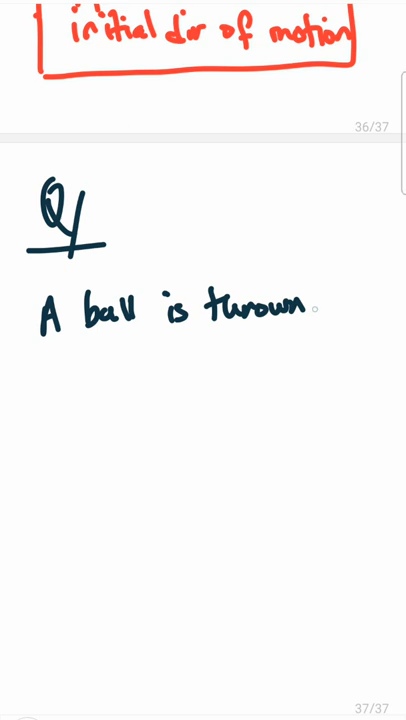 initial dir of motion
36/37
Q/
A ball is thrown
37/37